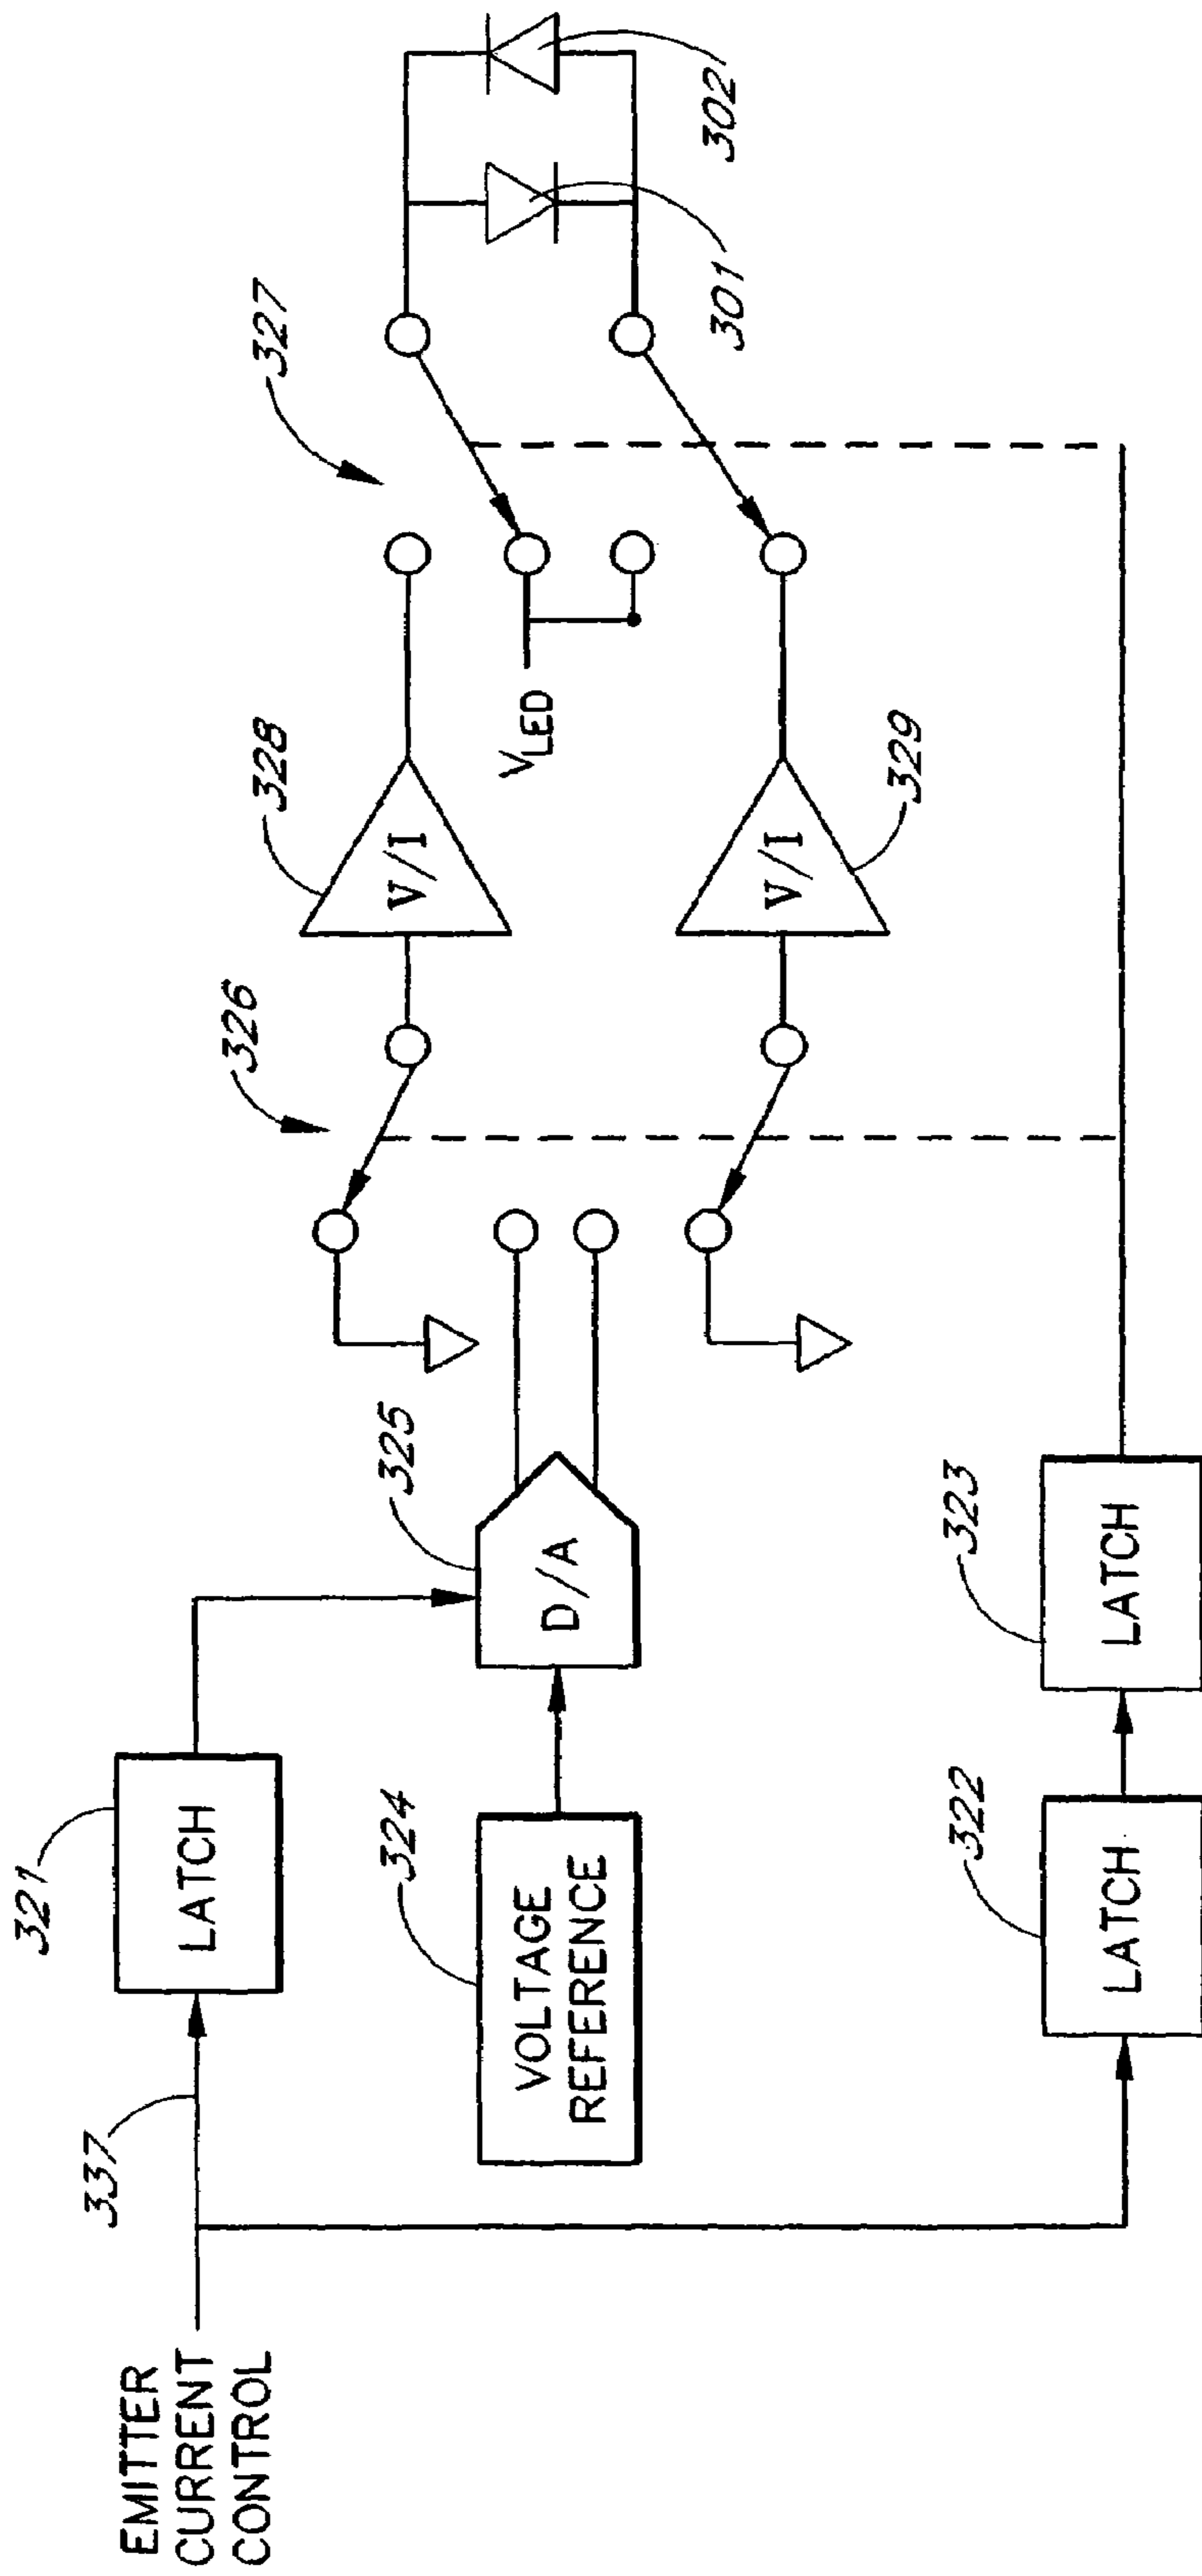 EMITTER
CURRENT
CONTROL
337
321
LATCH
324
VOLTAGE
REFERENCE
325
D/A
322
LATCH
323
LATCH
326
328
V/I
329
V/I
V_LED
327
301
302